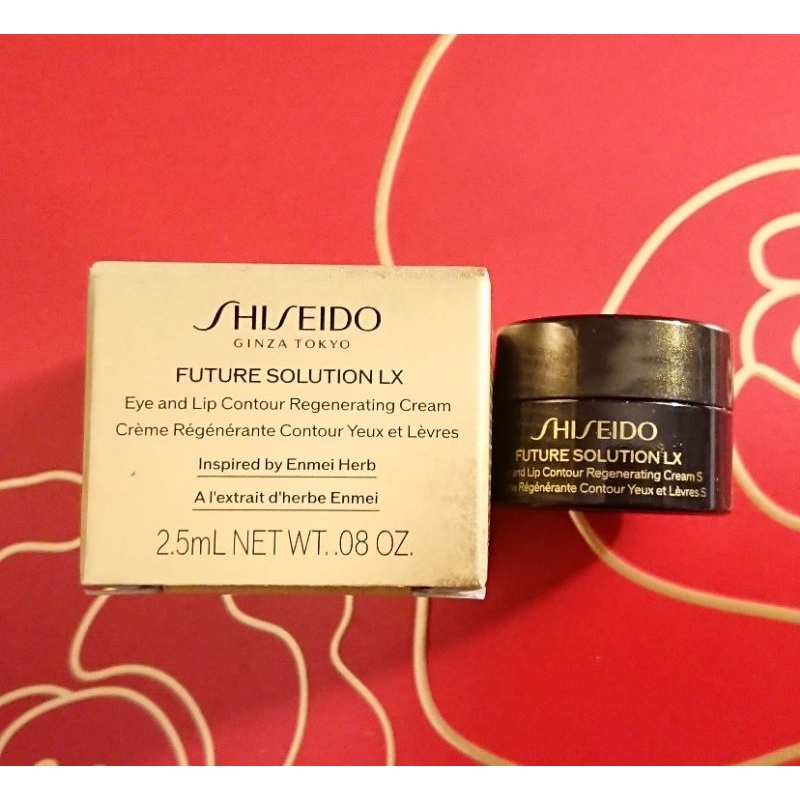 SHISEIDO
GINZA TOKYO
FUTURE SOLUTION LX
Eye and Lip Contour Regenerating Cream
Crème Régénérante Contour Yeux et Lèvres
Inspired by Enmei Herb
A l'extrait d'herbe Enmei
2.5mL NET WT. .08 OZ.
SHISEIDO
FUTURE SOLUTION LX
and Lip Contour Regenerating Cream S
Régénérante Contour Yeux et Lèvres S